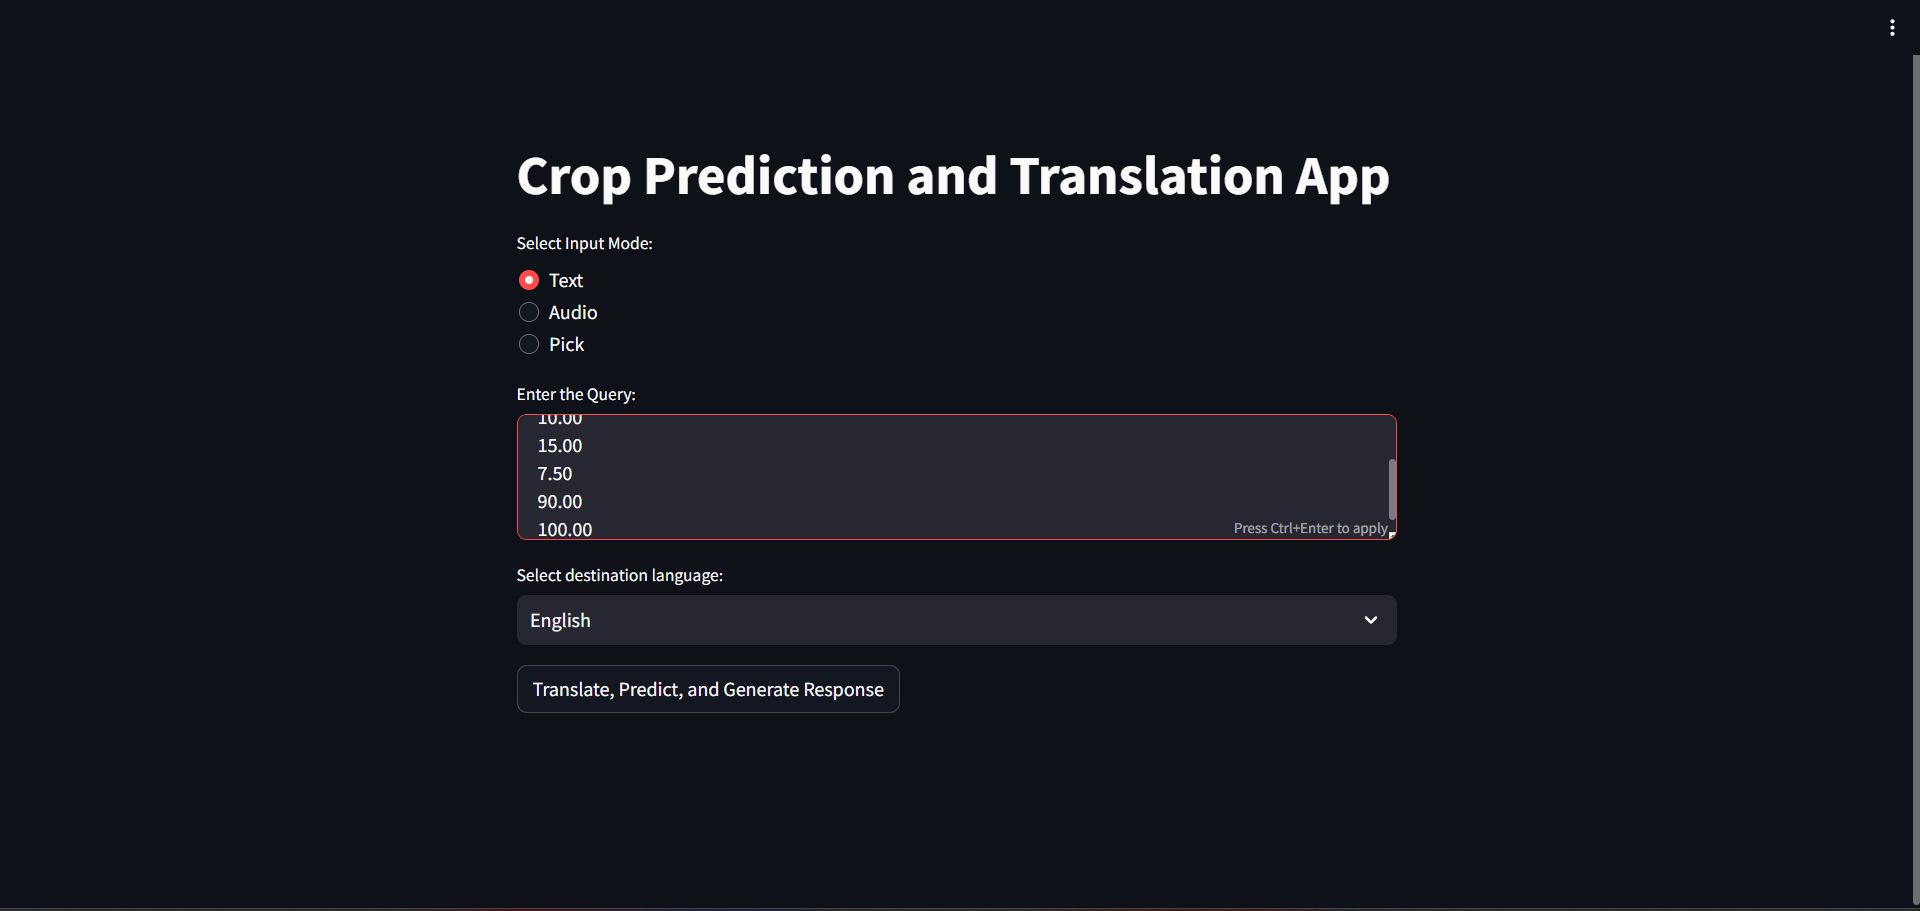 Crop Prediction and Translation App
Select Input Mode:
Text
Audio
Pick
Enter the Query:
10.00
15.00
7.50
90.00
100.00
Press Ctrl+Enter to apply
Select destination language:
English
Translate, Predict, and Generate Response